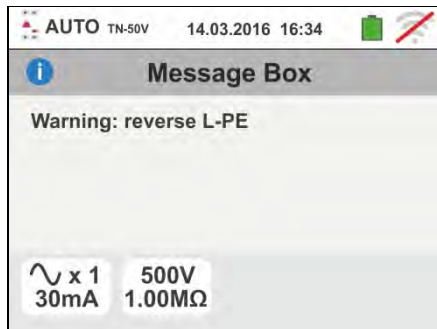 AUTO TN-50V 14.03.2016 16:34
Message Box
Warning: reverse L-PE
x 1 500V
30mA 1.00MΩ